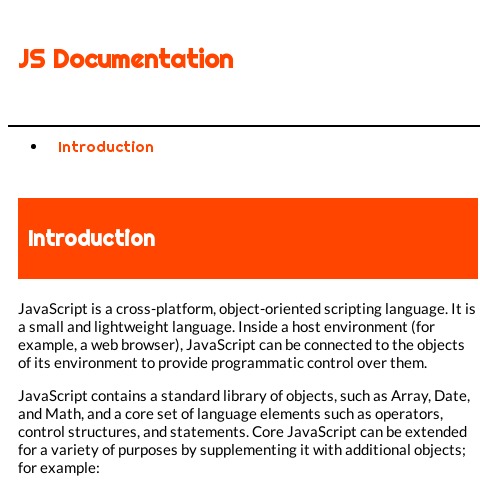 JS Documentation
Introduction
Introduction
JavaScript is a cross-platform, object-oriented scripting language. It is
a small and lightweight language. Inside a host environment (for
example, a web browser), JavaScript can be connected to the objects
of its environment to provide programmatic control over them.
JavaScript contains a standard library of objects, such as Array, Date,
and Math, and a core set of language elements such as operators,
control structures, and statements. Core JavaScript can be extended
for a variety of purposes by supplementing it with additional objects;
for example: